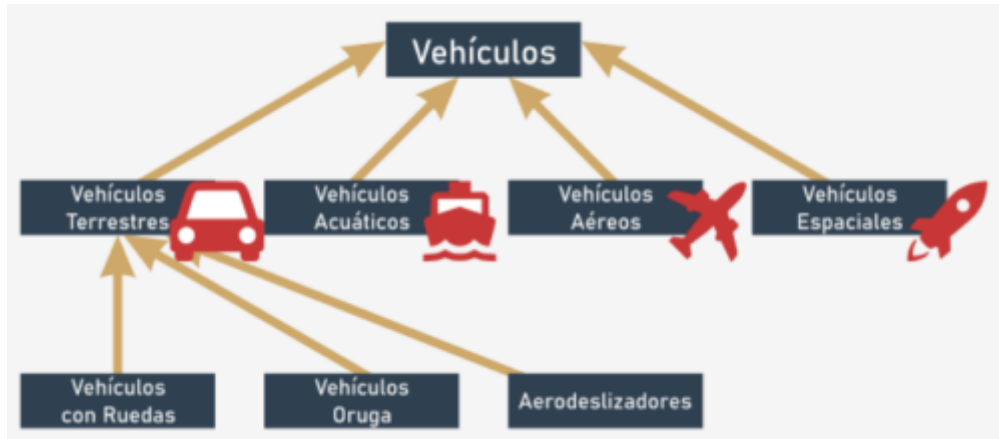 Vehículos
Vehículos
Terrestres
Vehículos
Acuáticos
Vehículos
Aéreos
Vehículos
Espaciales
Vehículos
con Ruedas
Vehículos
Oruga
Aerodeslizadores